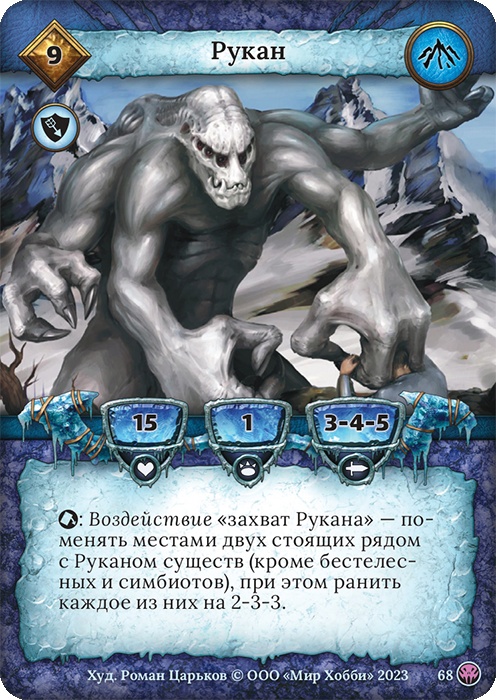 9
Рукан
15
1
3-4-5
: Воздействие «захват Рукана» — по-
менять местами двух стоящих рядом
с Руканом существ (кроме бестелес-
ных и симбиотов), при этом ранить
каждое из них на 2-3-3.
Худ. Роман Царьков © ООО «Мир Хобби» 2023
68